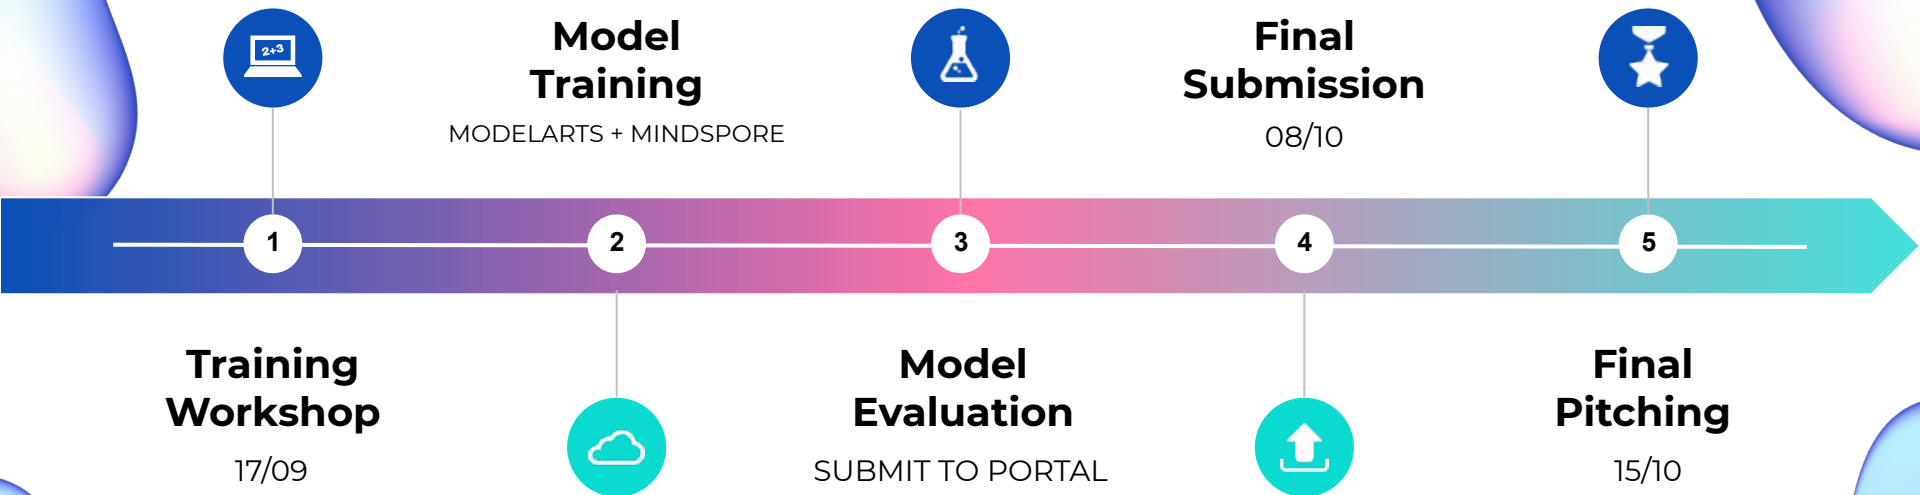 2+3
Model
Training
MODELARTS + MINDSPORE
Final
Submission
08/10
1
2
3
4
5
Training
Workshop
17/09
Model
Evaluation
SUBMIT TO PORTAL
Final
Pitching
15/10